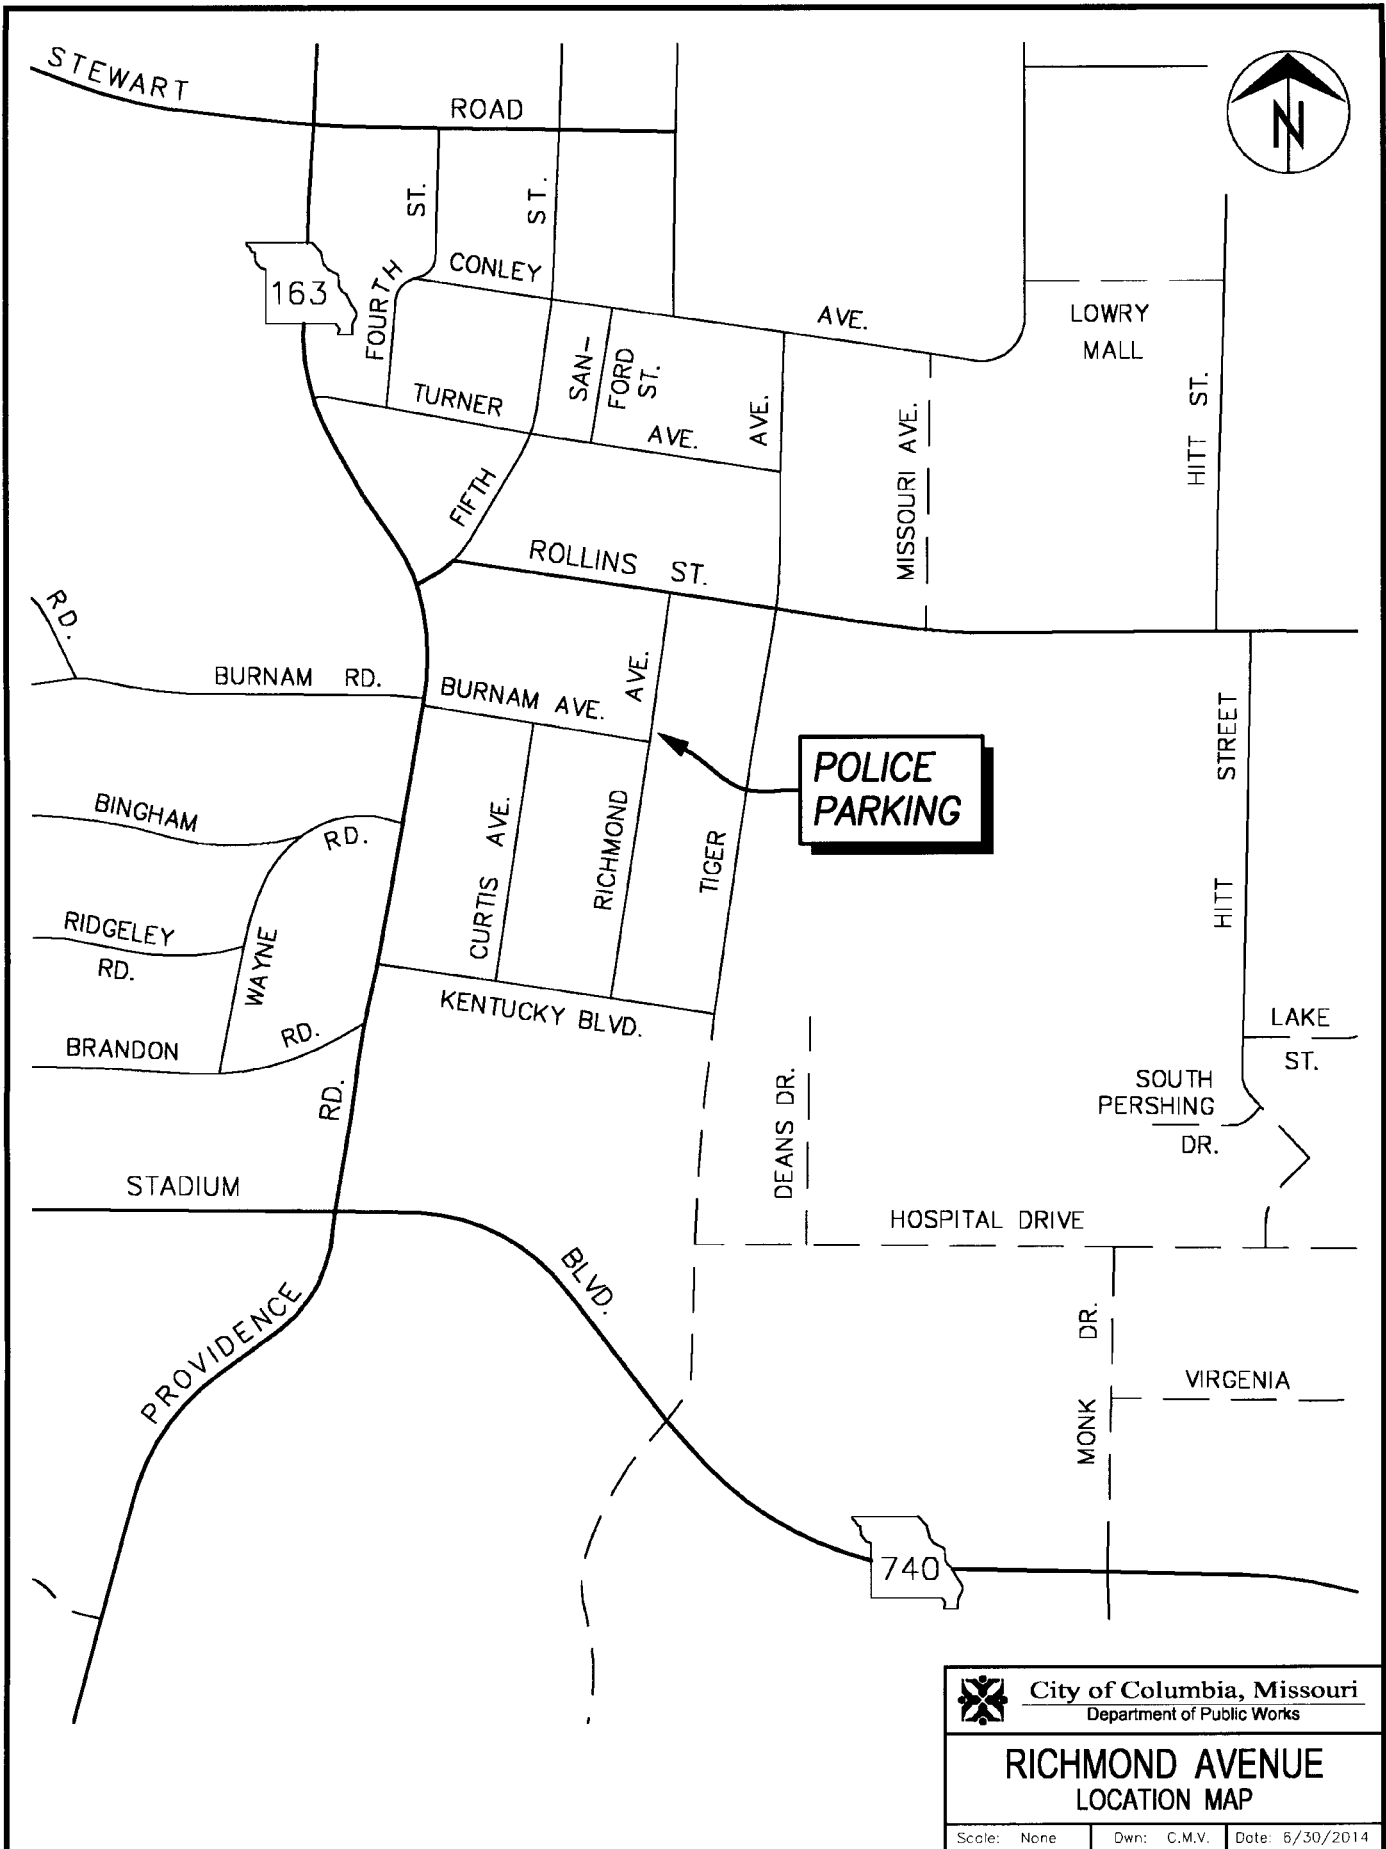 STEWART
ROAD
N
ST.
ST.
CONLEY
163
FOURTH
AVE.
LOWRY
MALL
SAN-
FORD
ST.
TURNER
AVE.
AVE.
MISSOURI AVE.
HITT ST.
FIFTH
ROLLINS ST.
RD.
BURNAM RD.
BURNAM AVE.
AVE.
POLICE
PARKING
HITT STREET
BINGHAM
RD.
CURTIS AVE.
RICHMOND
TIGER
RIDGELEY
RD.
WAYNE
KENTUCKY BLVD.
BRANDON
RD.
RD.
LAKE
ST.
DEANS DR.
SOUTH
PERSHING
DR.
STADIUM
HOSPITAL DRIVE
BLVD.
PROVIDENCE
MONK DR.
VIRGENIA
740
City of Columbia, Missouri
Department of Public Works
RICHMOND AVENUE
LOCATION MAP
Scale: None Dwn: C.M.V. Date: 6/30/2014